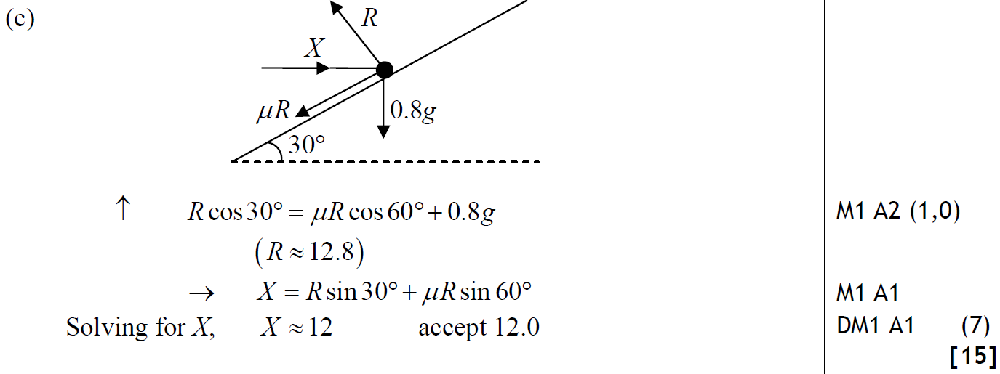 (c)
R
X
μR
0.8g
30°
↑ R cos 30° = μR cos 60° + 0.8g M1 A2 (1,0)
(R ≈ 12.8)
→ X = R sin 30° + μR sin 60° M1 A1
Solving for X, X ≈ 12 accept 12.0 DM1 A1 (7)
[15]